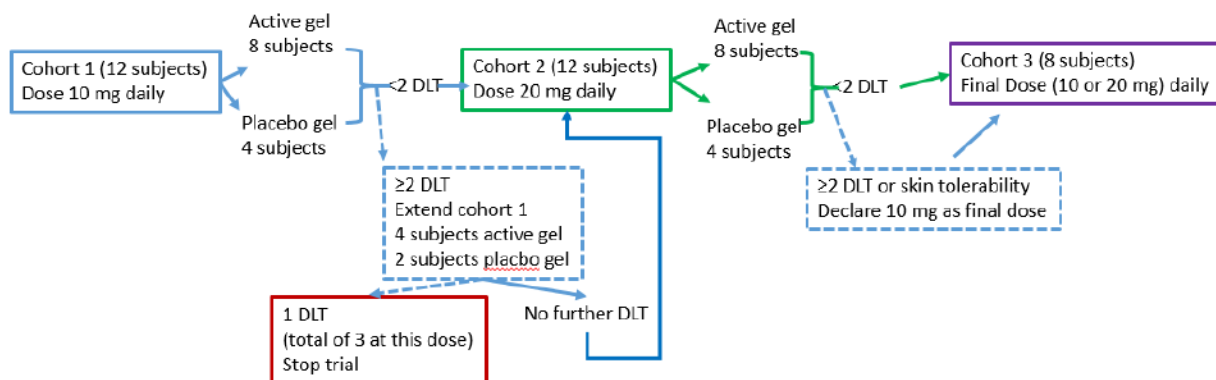 Cohort 1 (12 subjects)
Dose 10 mg daily
Active gel
8 subjects
Placebo gel
4 subjects
<2 DLT
≥2 DLT
Extend cohort 1
4 subjects active gel
2 subjects placbo gel
1 DLT
(total of 3 at this dose)
Stop trial
No further DLT
Cohort 2 (12 subjects)
Dose 20 mg daily
Active gel
8 subjects
Placebo gel
4 subjects
<2 DLT
≥2 DLT or skin tolerability
Declare 10 mg as final dose
Cohort 3 (8 subjects)
Final Dose (10 or 20 mg) daily